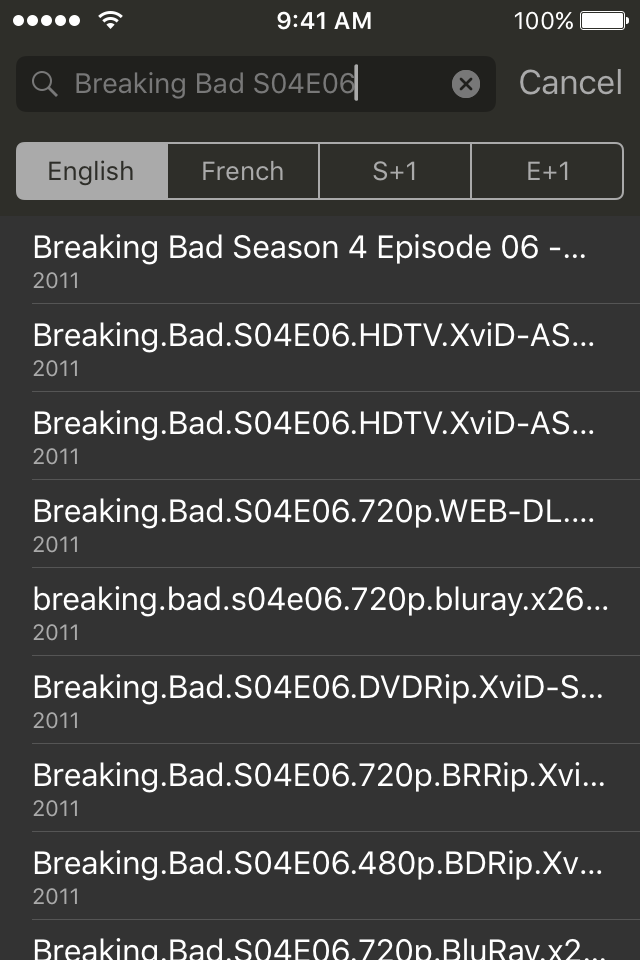 9:41 AM 100%
Breaking Bad S04E06 Cancel
English French S+1 E+1
Breaking Bad Season 4 Episode 06 -...
2011
Breaking.Bad.S04E06.HDTV.XviD-AS...
2011
Breaking.Bad.S04E06.HDTV.XviD-AS...
2011
Breaking.Bad.S04E06.720p.WEB-DL....
2011
breaking.bad.s04e06.720p.bluray.x26...
2011
Breaking.Bad.S04E06.DVDRip.XviD-S...
2011
Breaking.Bad.S04E06.720p.BRRip.Xvi...
2011
Breaking.Bad.S04E06.480p.BDRip.Xv...
2011
Breaking.Bad.S04E06.720p.BluRay.x2...